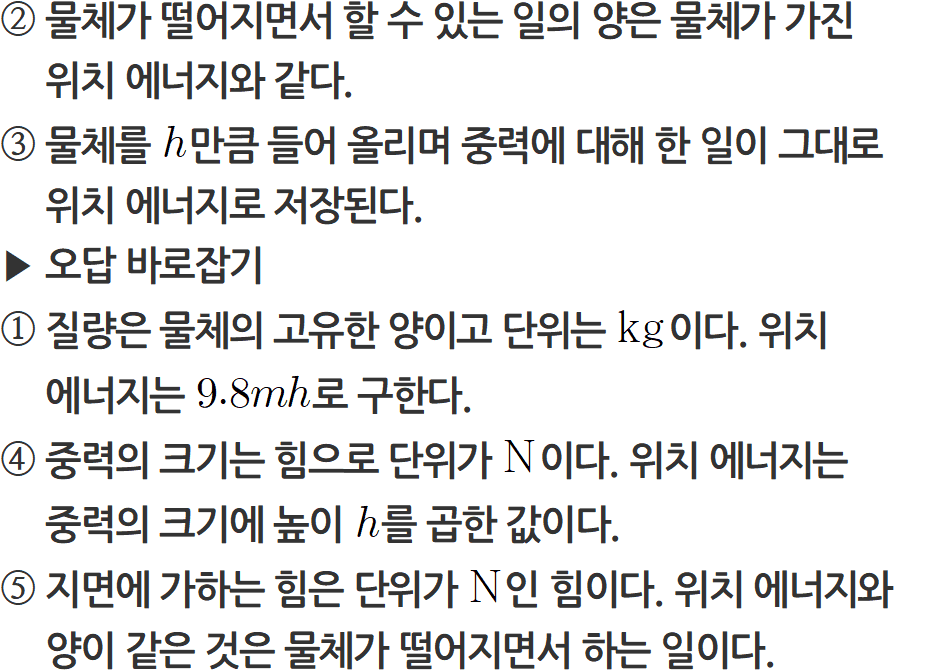 ② 물체가 떨어지면서 할 수 있는 일의 양은 물체가 가진
위치 에너지와 같다.
③ 물체를 h만큼 들어 올리며 중력에 대해 한 일이 그대로
위치 에너지로 저장된다.
▶ 오답 바로잡기
① 질량은 물체의 고유한 양이고 단위는 kg이다. 위치
에너지는 9.8mh로 구한다.
④ 중력의 크기는 힘으로 단위가 N이다. 위치 에너지는
중력의 크기에 높이 h를 곱한 값이다.
⑤ 지면에 가하는 힘은 단위가 N인 힘이다. 위치 에너지와
양이 같은 것은 물체가 떨어지면서 하는 일이다.